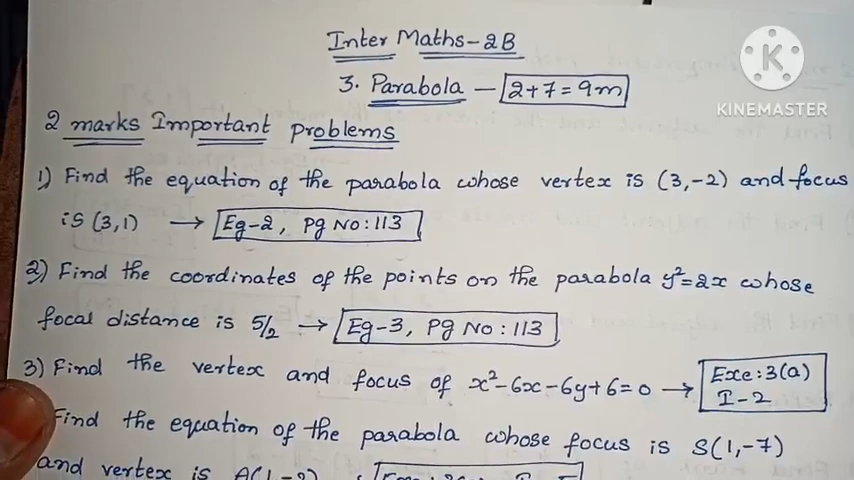 Inter Maths-2B
3. Parabola - 2+7=9m
KINEMASTER
2 marks Important problems
1) Find the equation of the parabola whose vertex is (3,-2) and focus
is (3,1) → Eg-2, Pg No:113
2) Find the coordinates of the points on the parabola y²=2x whose
focal distance is 5/2 → Eg-3, Pg No:113
3) Find the vertex and focus of x²-6x-6y+6=0 → Exe:3(a)
I-2
Find the equation of the parabola whose focus is S(1,-7)
and vertex is A(1,-2)